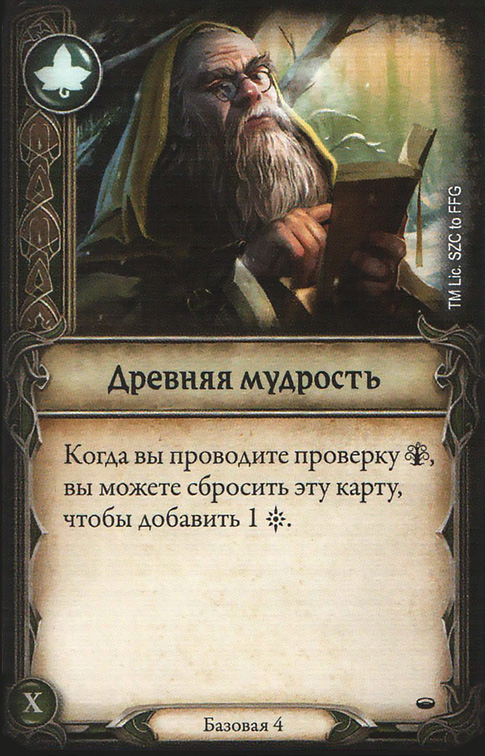 TM Lic. SZC to FFG
Древняя мудрость
Когда вы проводите проверку ,
вы можете сбросить эту карту,
чтобы добавить 1 .
X
Базовая 4